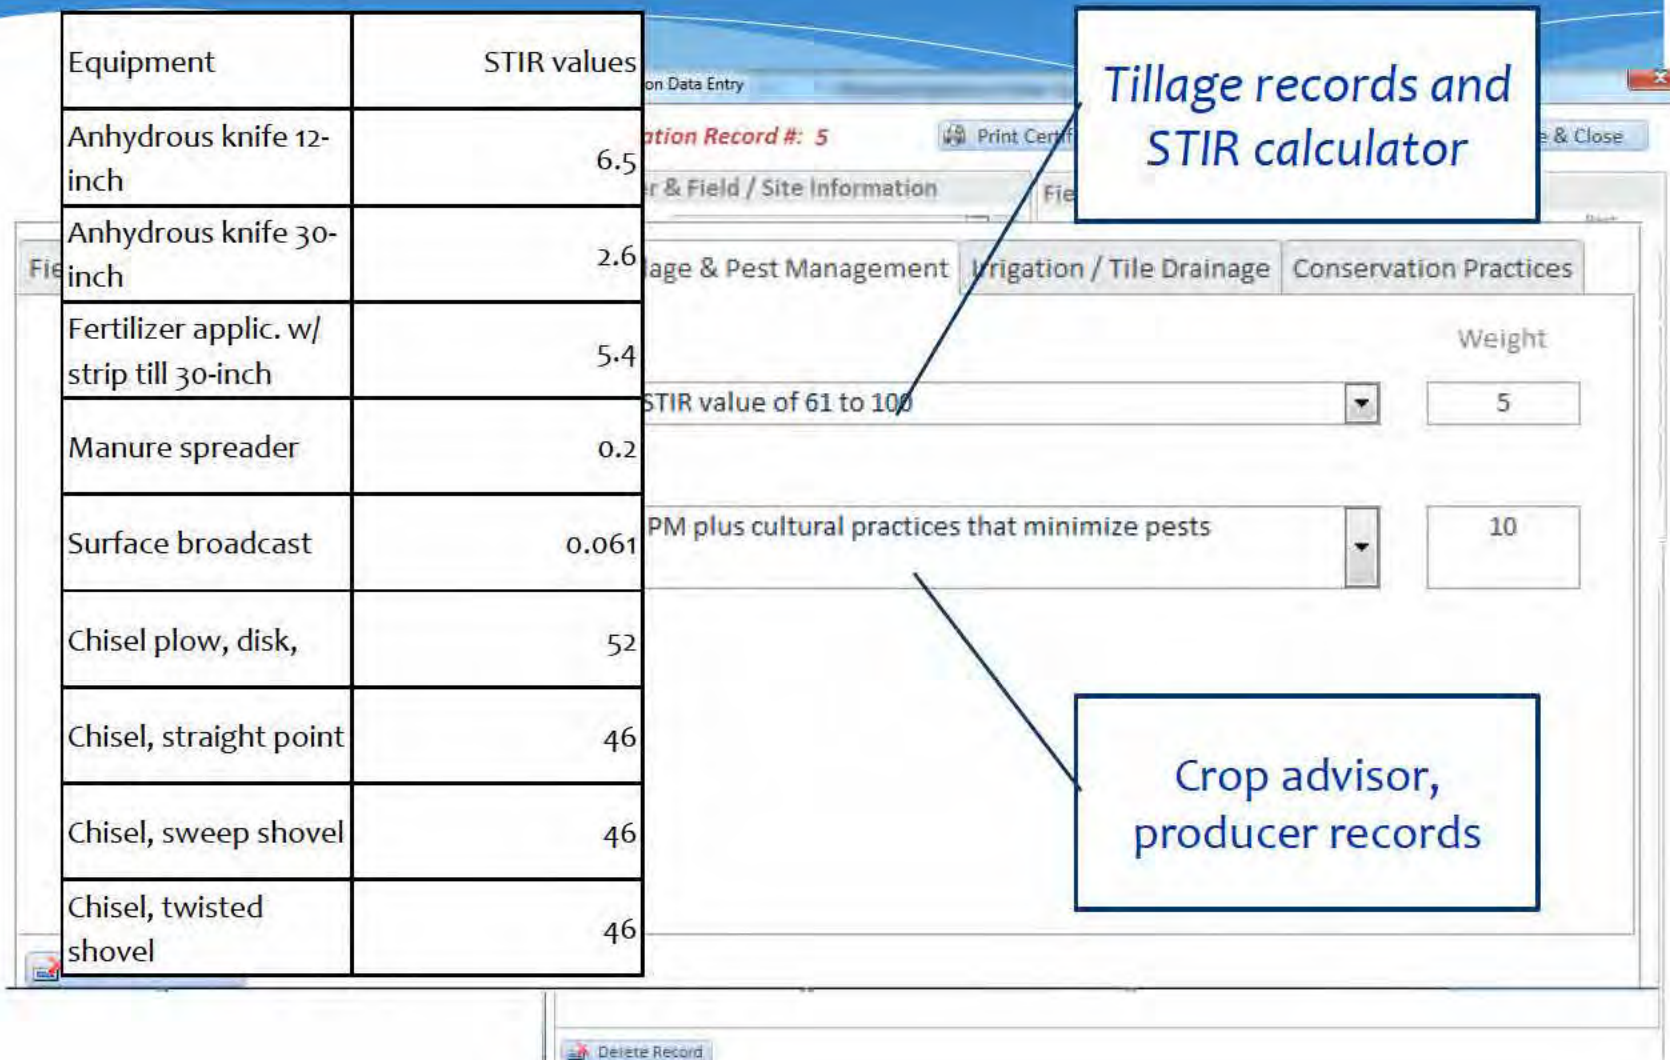 Equipment STIR values
Anhydrous knife 12-
inch 6.5
Anhydrous knife 30-
inch 2.6
Fertilizer applic. w/
strip till 30-inch 5.4
Manure spreader 0.2
Surface broadcast 0.061
Chisel plow, disk, 52
Chisel, straight point 46
Chisel, sweep shovel 46
Chisel, twisted
shovel 46
Tillage records and
STIR calculator
on Data Entry
ation Record #: 5
Print Certif
& Close
r & Field / Site Information
Fie
Fie
lage & Pest Management
Irrigation / Tile Drainage
Conservation Practices
Weight
STIR value of 61 to 100
5
PM plus cultural practices that minimize pests
10
Crop advisor,
producer records
Delete Record